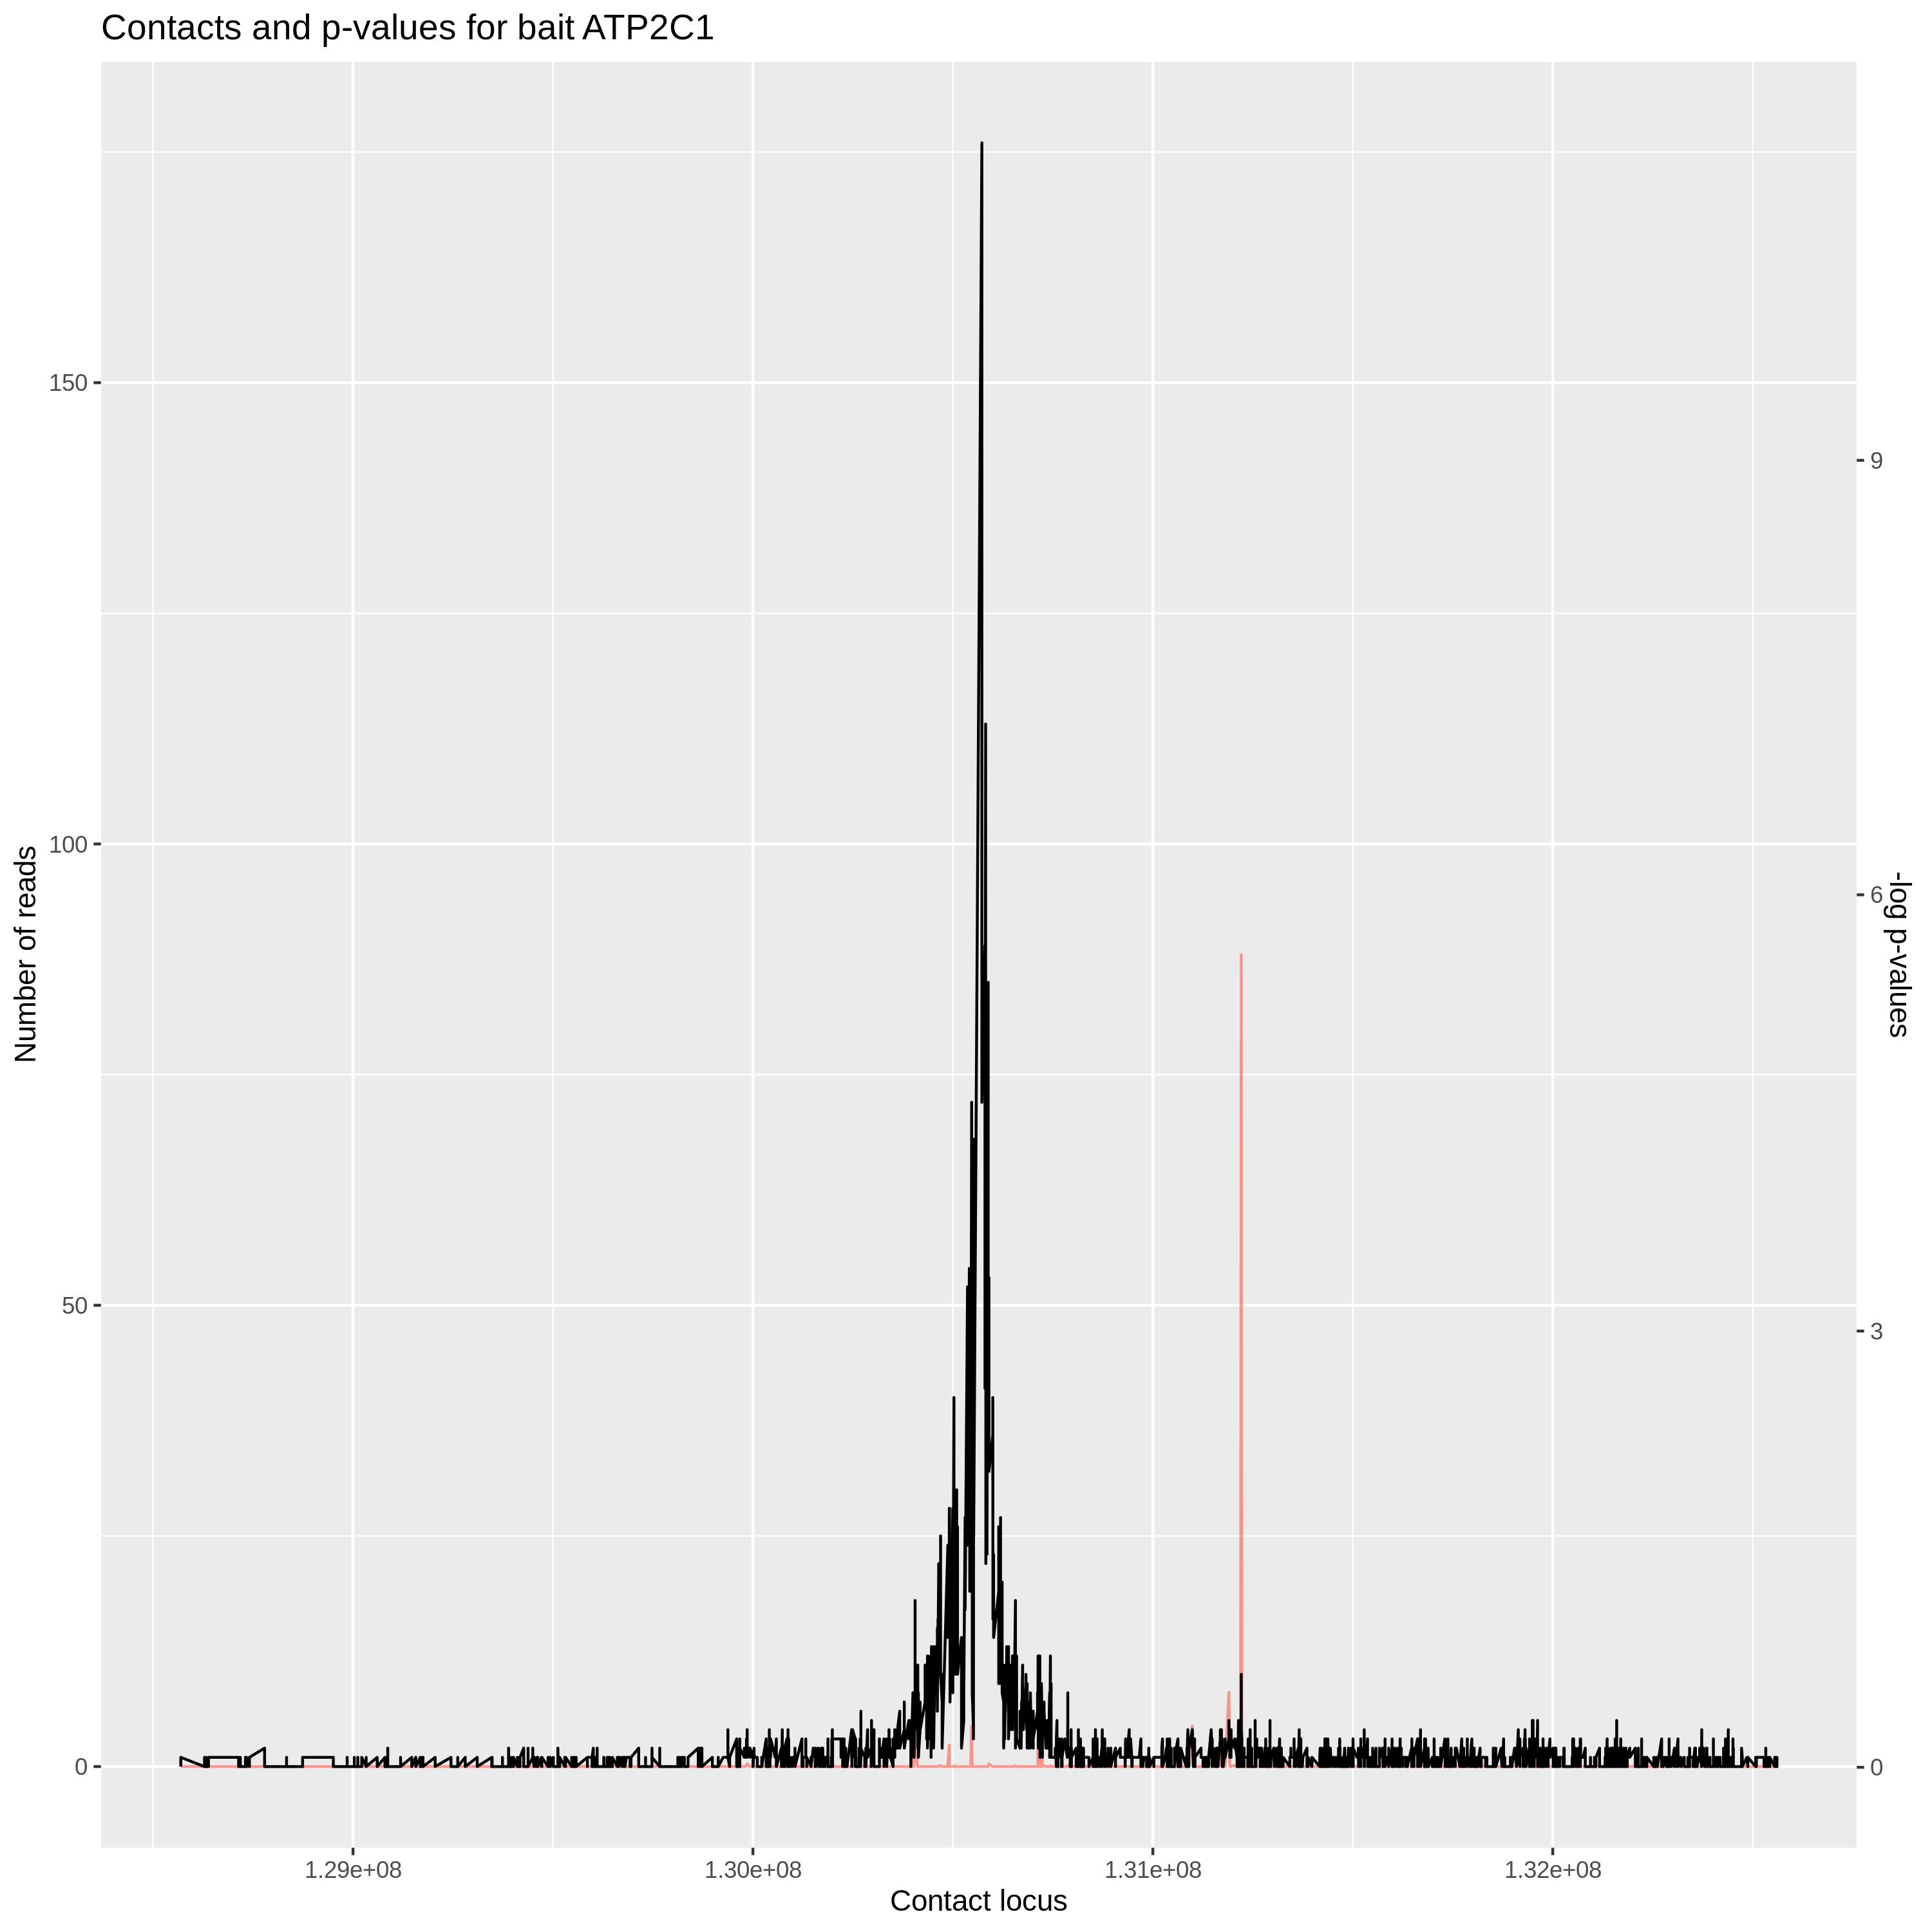 Contacts and p-values for bait ATP2C1
Number of reads
150
100
50
0
9
6
3
0
-log p-values
1.29e+08
1.30e+08
1.31e+08
1.32e+08
Contact locus